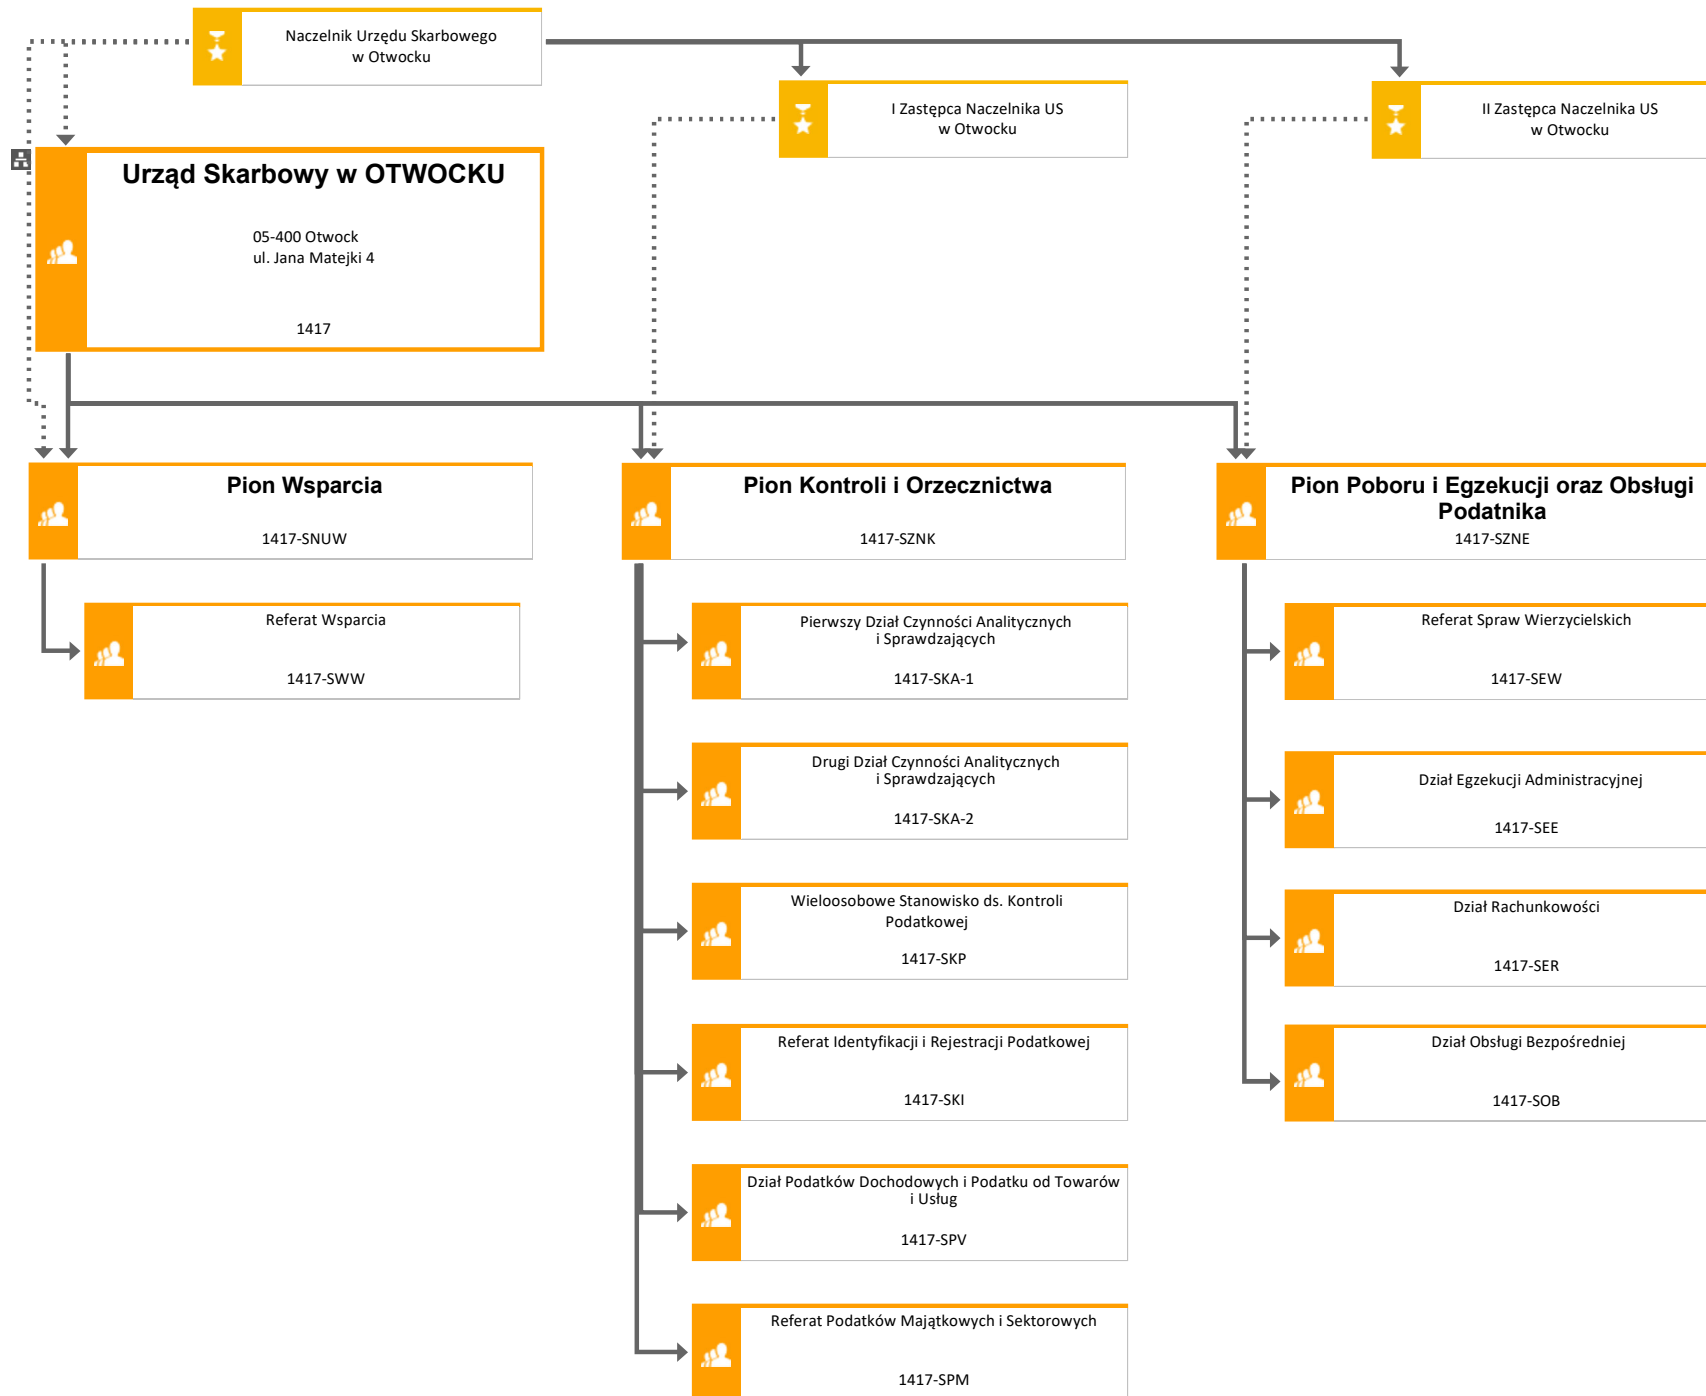 Naczelnik Urzędu Skarbowego
w Otwocku
I Zastępca Naczelnika US
w Otwocku
II Zastępca Naczelnika US
w Otwocku
Urząd Skarbowy w OTWOCKU
05-400 Otwock
ul. Jana Matejki 4
1417
Pion Wsparcia
1417-SNUW
Referat Wsparcia
1417-SWW
Pion Kontroli i Orzecznictwa
1417-SZNK
Pierwszy Dział Czynności Analitycznych
i Sprawdzających
1417-SKA-1
Drugi Dział Czynności Analitycznych
i Sprawdzających
1417-SKA-2
Wieloosobowe Stanowisko ds. Kontroli
Podatkowej
1417-SKP
Referat Identyfikacji i Rejestracji Podatkowej
1417-SKI
Dział Podatków Dochodowych i Podatku od Towarów
i Usług
1417-SPV
Referat Podatków Majątkowych i Sektorowych
1417-SPM
Pion Poboru i Egzekucji oraz Obsługi
Podatnika
1417-SZNE
Referat Spraw Wierzycielskich
1417-SEW
Dział Egzekucji Administracyjnej
1417-SEE
Dział Rachunkowości
1417-SER
Dział Obsługi Bezpośredniej
1417-SOB